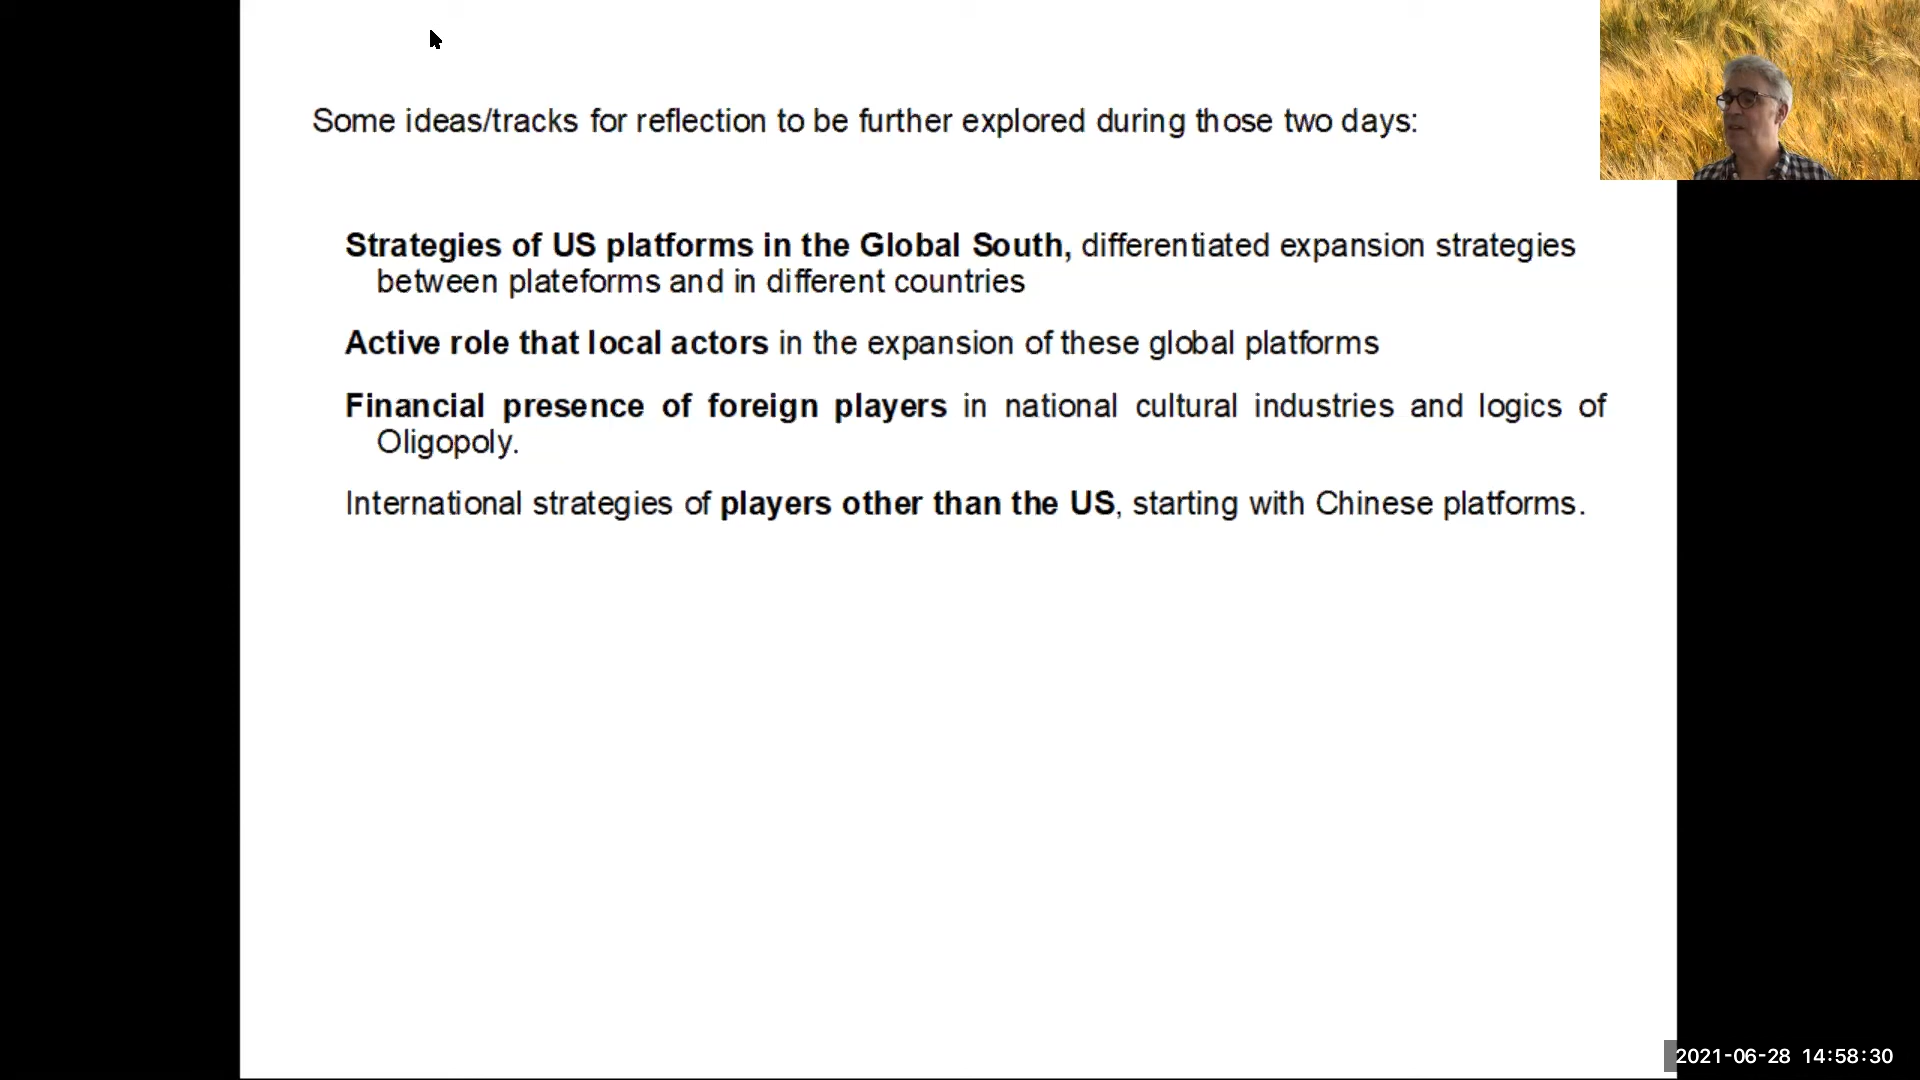 Some ideas/tracks for reflection to be further explored during those two days:
Strategies of US platforms in the Global South, differentiated expansion strategies
between plateforms and in different countries
Active role that local actors in the expansion of these global platforms
Financial presence of foreign players in national cultural industries and logics of
Oligopoly.
International strategies of players other than the US, starting with Chinese platforms.
2021-06-28 14:58:30